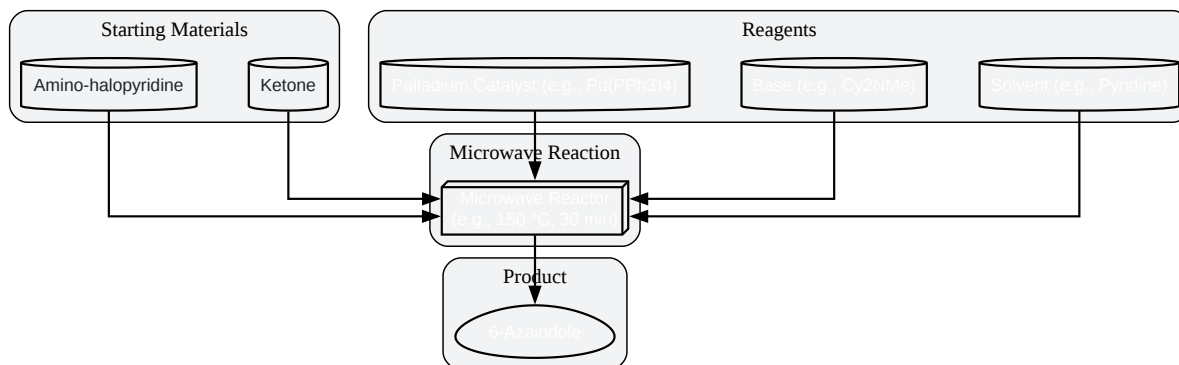 Starting Materials
Reagents
Amino-halopyridine
Ketone
Palladium Catalyst (e.g., Pd(PPh3)4)
Base (e.g., Cy2NMe)
Solvent (e.g., Pyridine)
Microwave Reaction
Microwave Reactor
(e.g., 150 °C, 30 min)
Product
6-Azaindole